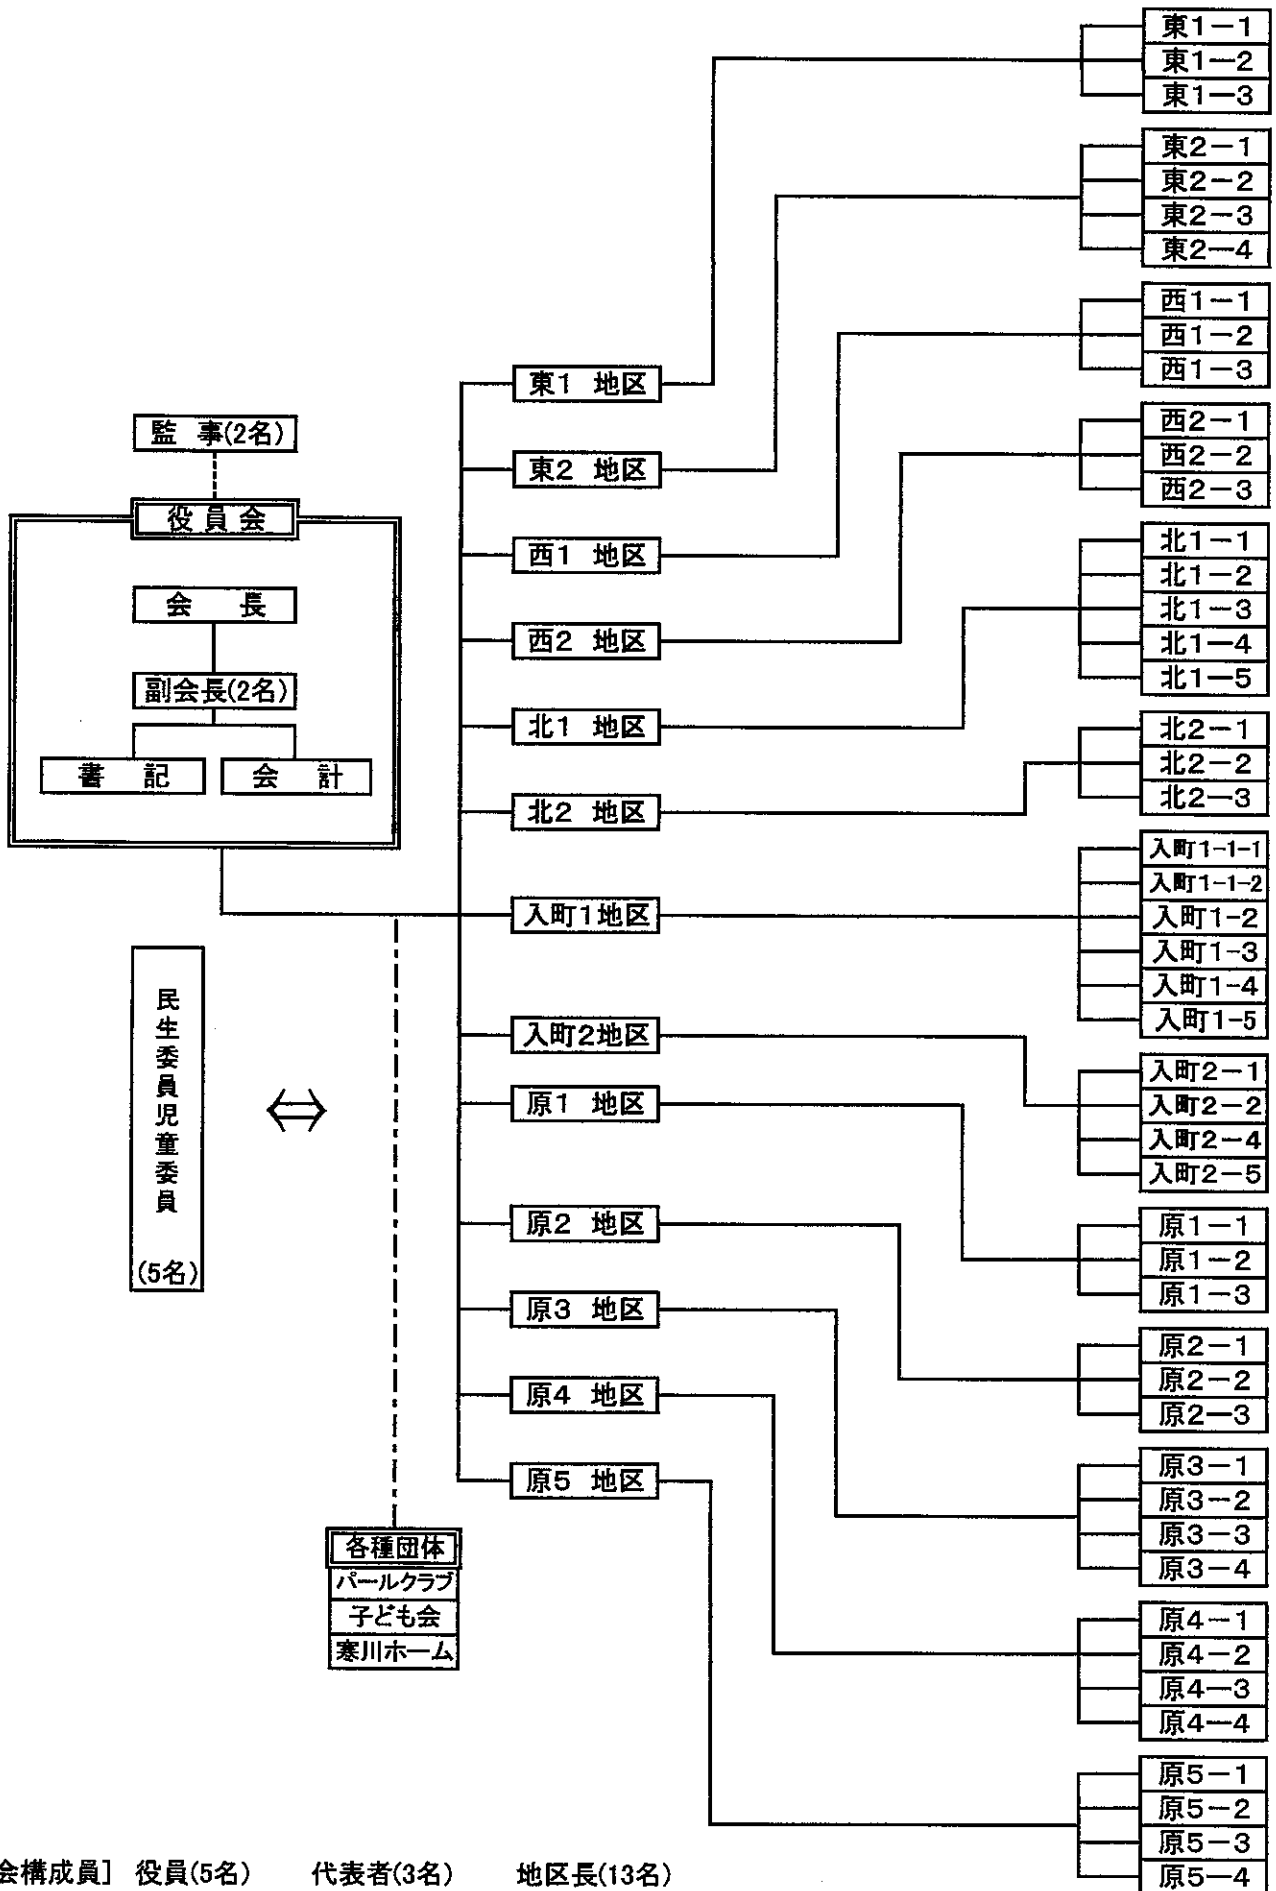 監　事(2名)
役員会
会　長
副会長(2名)
書　記
会　計
民生委員児童委員
(5名)
各種団体
パールクラブ
子ども会
寒川ホーム
東1　地区
東2　地区
西1　地区
西2　地区
北1　地区
北2　地区
入町1地区
入町2地区
原1　地区
原2　地区
原3　地区
原4　地区
原5　地区
東1－1
東1－2
東1－3
東2－1
東2－2
東2－3
東2－4
西1－1
西1－2
西1－3
西2－1
西2－2
西2－3
北1－1
北1－2
北1－3
北1－4
北1－5
北2－1
北2－2
北2－3
入町1-1-1
入町1-1-2
入町1-2
入町1-3
入町1-4
入町1-5
入町2－1
入町2－2
入町2－4
入町2－5
原1－1
原1－2
原1－3
原2－1
原2－2
原2－3
原3－1
原3－2
原3－3
原3－4
原4－1
原4－2
原4－3
原4－4
原5－1
原5－2
原5－3
原5－4
会構成員］ 役員(5名)　代表者(3名)　地区長(13名)